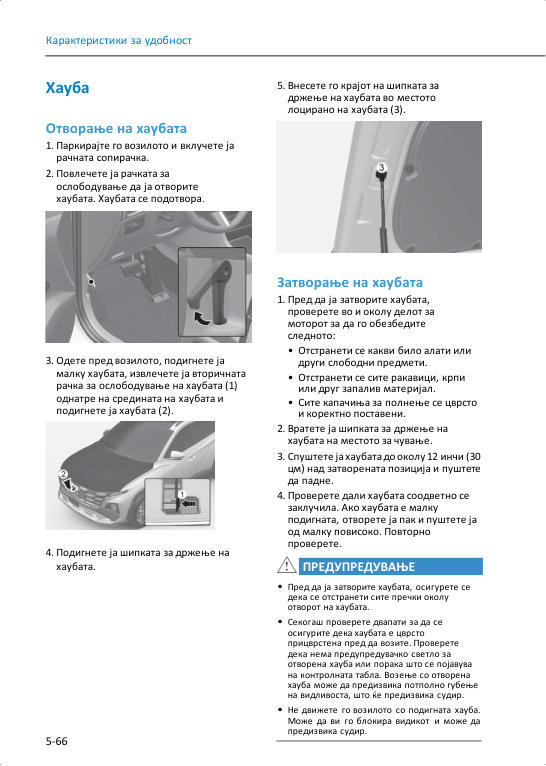 Карактеристики за удобност
Хауба
Отворање на хаубата
1. Паркирајте го возилото и вклучете ја
рачната сопирачка.
2. Повлечете ја рачката за
ослободување да ја отворите
хаубата. Хаубата се подотвора.
3. Одете пред возилото, подигнете ја
малку хаубата, извлечете ја вторичната
рачка за ослободување на хаубата (1)
однатре на средината на хаубата и
подигнете ја хаубата (2).
2
1
4. Подигнете ја шипката за држење на
хаубата.
5. Внесете го крајот на шипката за
држење на хаубата во местото
лоцирано на хаубата (3).
3
Затворање на хаубата
1. Пред да ја затворите хаубата,
проверете во и околу делот за
моторот за да го обезбедите
следното:
• Отстранети се какви било алати или
други слободни предмети.
• Отстранети се сите ракавици, крпи
или друг запалив материјал.
• Сите капачиња за полнење се цврсто
и коректно поставени.
2. Вратете ја шипката за држење на
хаубата на местото за чување.
3. Спуштете ја хаубата до околу 12 инчи (30
цм) над затворената позиција и пуштете
да падне.
4. Проверете дали хаубата соодветно се
заклучила. Ако хаубата е малку
подигната, отворете ја пак и пуштете ја
од малку повисоко. Повторно
проверете.
ПРЕДУПРЕДУВАЊЕ
• Пред да ја затворите хаубата, осигурете се
дека се отстранети сите пречки околу
отворот на хаубата.
• Секогаш проверете двапати за да се
осигурите дека хаубата е цврсто
прицврстена пред да возите. Проверете
дека нема предупредувачко светло за
отворена хауба или порака што се појавува
на контролната табла. Возење со отворена
хауба може да предизвика потполно губење
на видливоста, што ќе предизвика судир.
• Не движете го возилото со подигната хауба.
Може да ви го блокира видикот и може да
предизвика судир.
5-66